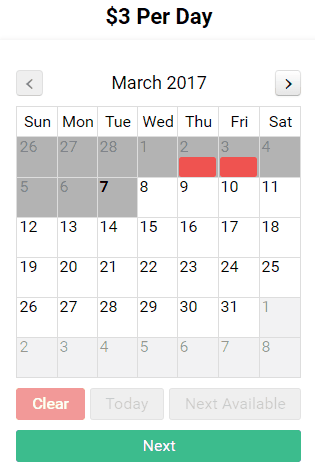 $3 Per Day
March 2017
Sun Mon Tue Wed Thu Fri Sat
26 27 28 1 2 3 4
5 6 7 8 9 10 11
12 13 14 15 16 17 18
19 20 21 22 23 24 25
26 27 28 29 30 31 1
2 3 4 5 6 7 8
Clear Today Next Available
Next